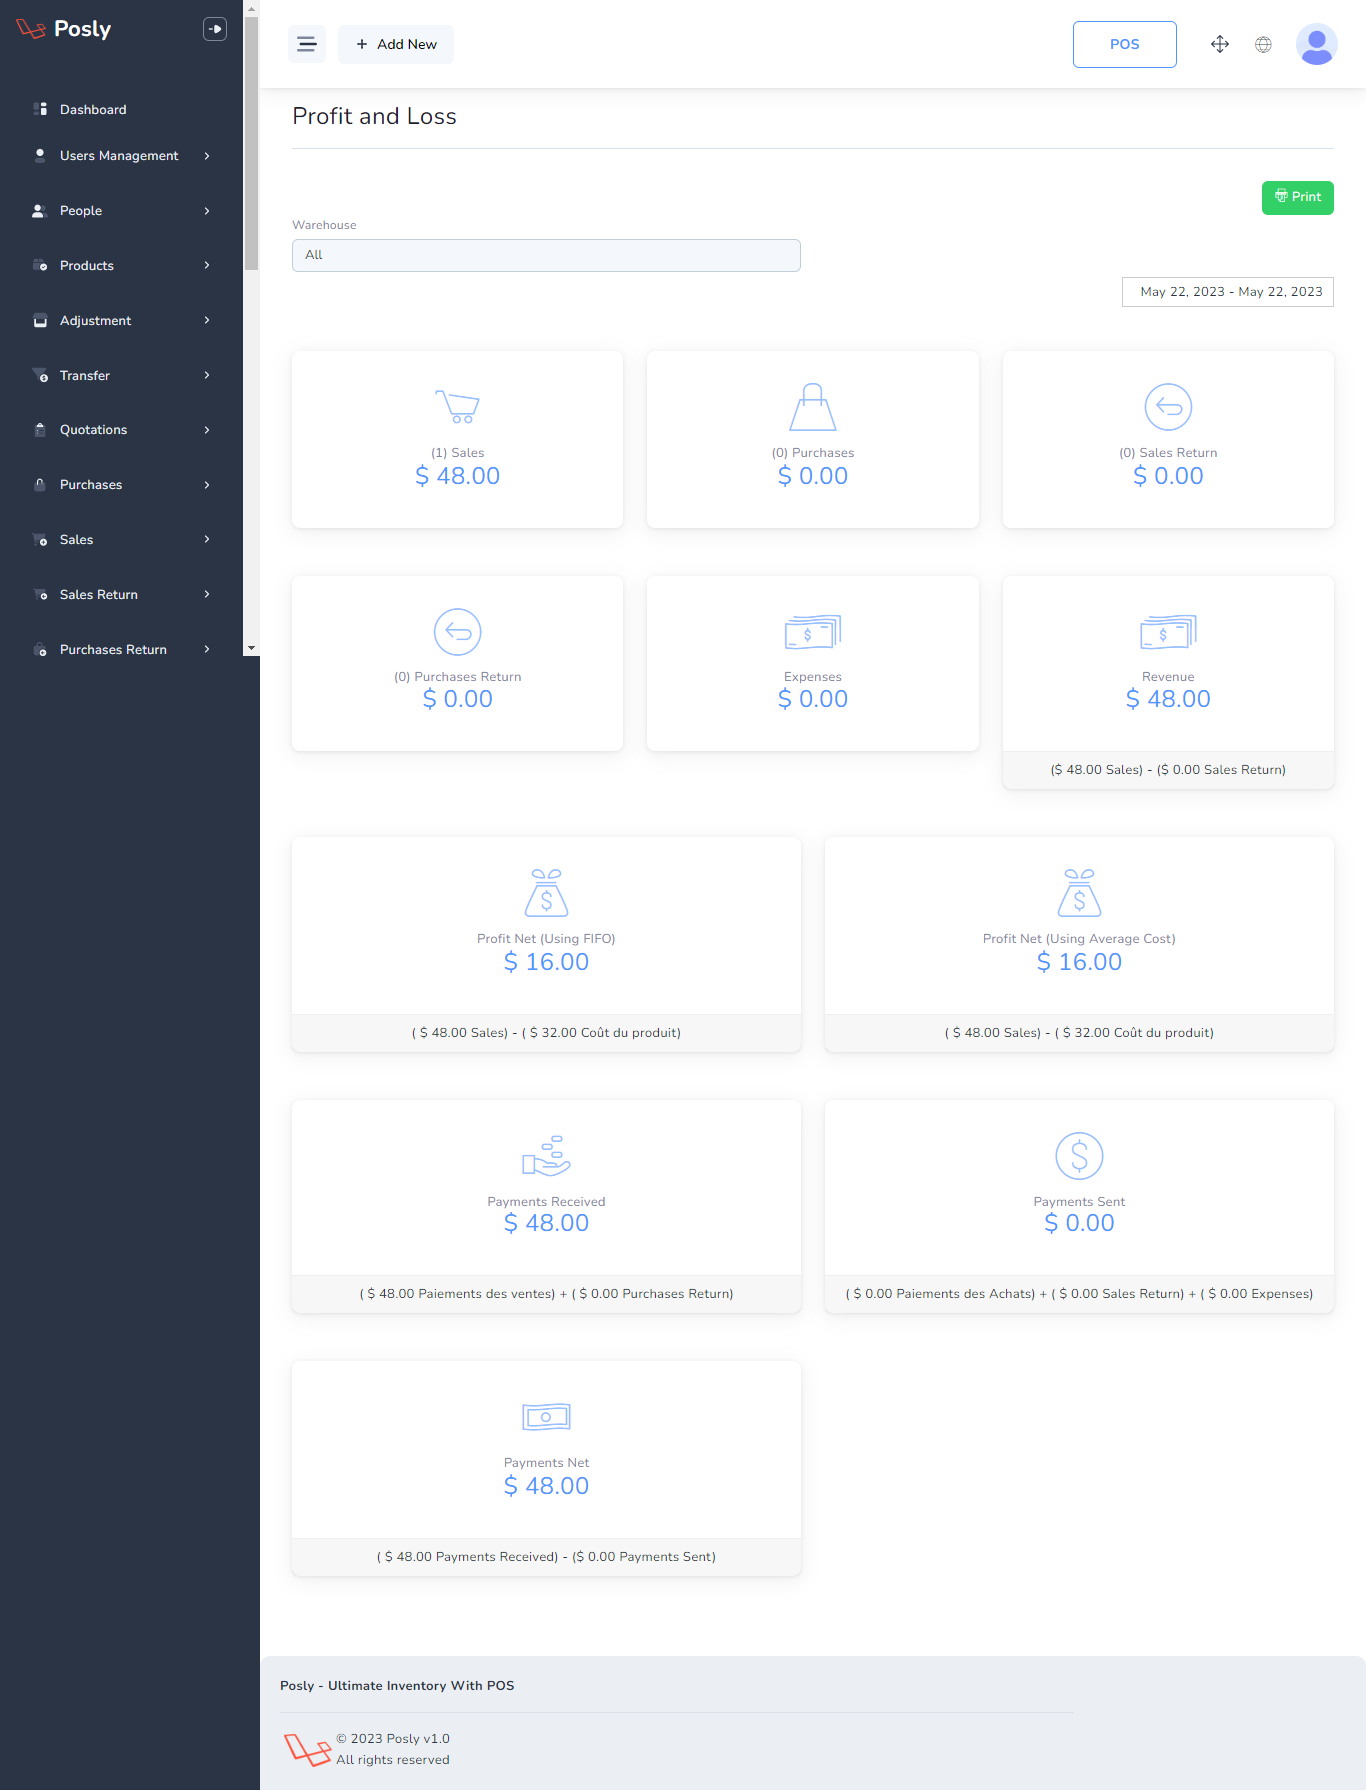 Posly
Dashboard
Users Management
People
Products
Adjustment
Transfer
Quotations
Purchases
Sales
Sales Return
Purchases Return
+ Add New
POS
Profit and Loss
Print
Warehouse
All
May 22, 2023 - May 22, 2023
(1) Sales
$ 48.00
(0) Purchases
$ 0.00
(0) Sales Return
$ 0.00
(0) Purchases Return
$ 0.00
Expenses
$ 0.00
Revenue
$ 48.00
($ 48.00 Sales) - ($ 0.00 Sales Return)
Profit Net (Using FIFO)
$ 16.00
( $ 48.00 Sales) - ( $ 32.00 Coût du produit)
Profit Net (Using Average Cost)
$ 16.00
( $ 48.00 Sales) - ( $ 32.00 Coût du produit)
Payments Received
$ 48.00
( $ 48.00 Paiements des ventes) + ( $ 0.00 Purchases Return)
Payments Sent
$ 0.00
( $ 0.00 Paiements des Achats) + ( $ 0.00 Sales Return) + ( $ 0.00 Expenses)
Payments Net
$ 48.00
( $ 48.00 Payments Received) - ($ 0.00 Payments Sent)
Posly - Ultimate Inventory With POS
© 2023 Posly v1.0
All rights reserved